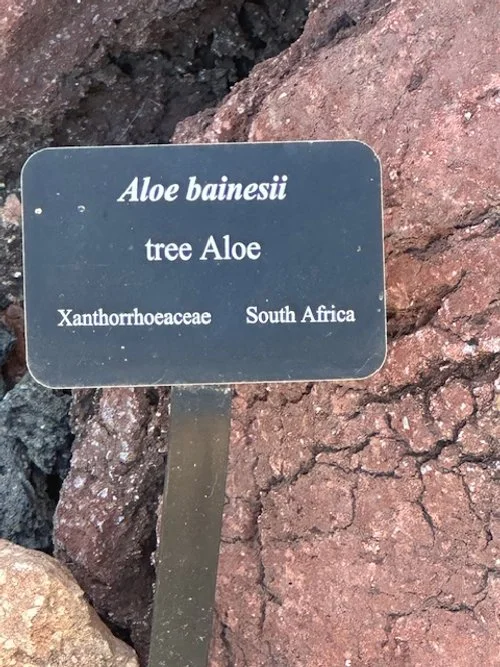 Aloe bainesii
tree Aloe
Xanthorrhoeaceae South Africa